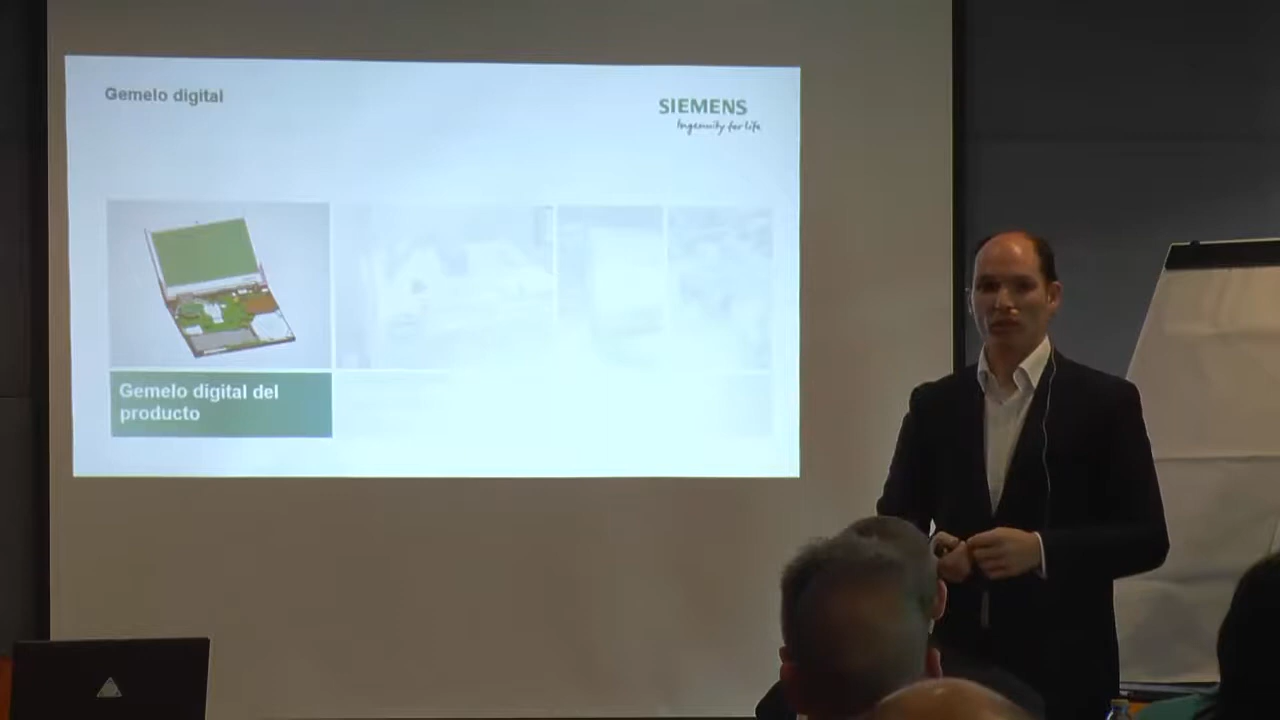 Gemelo digital
SIEMENS
Ingenuity for life
Gemelo digital del
producto